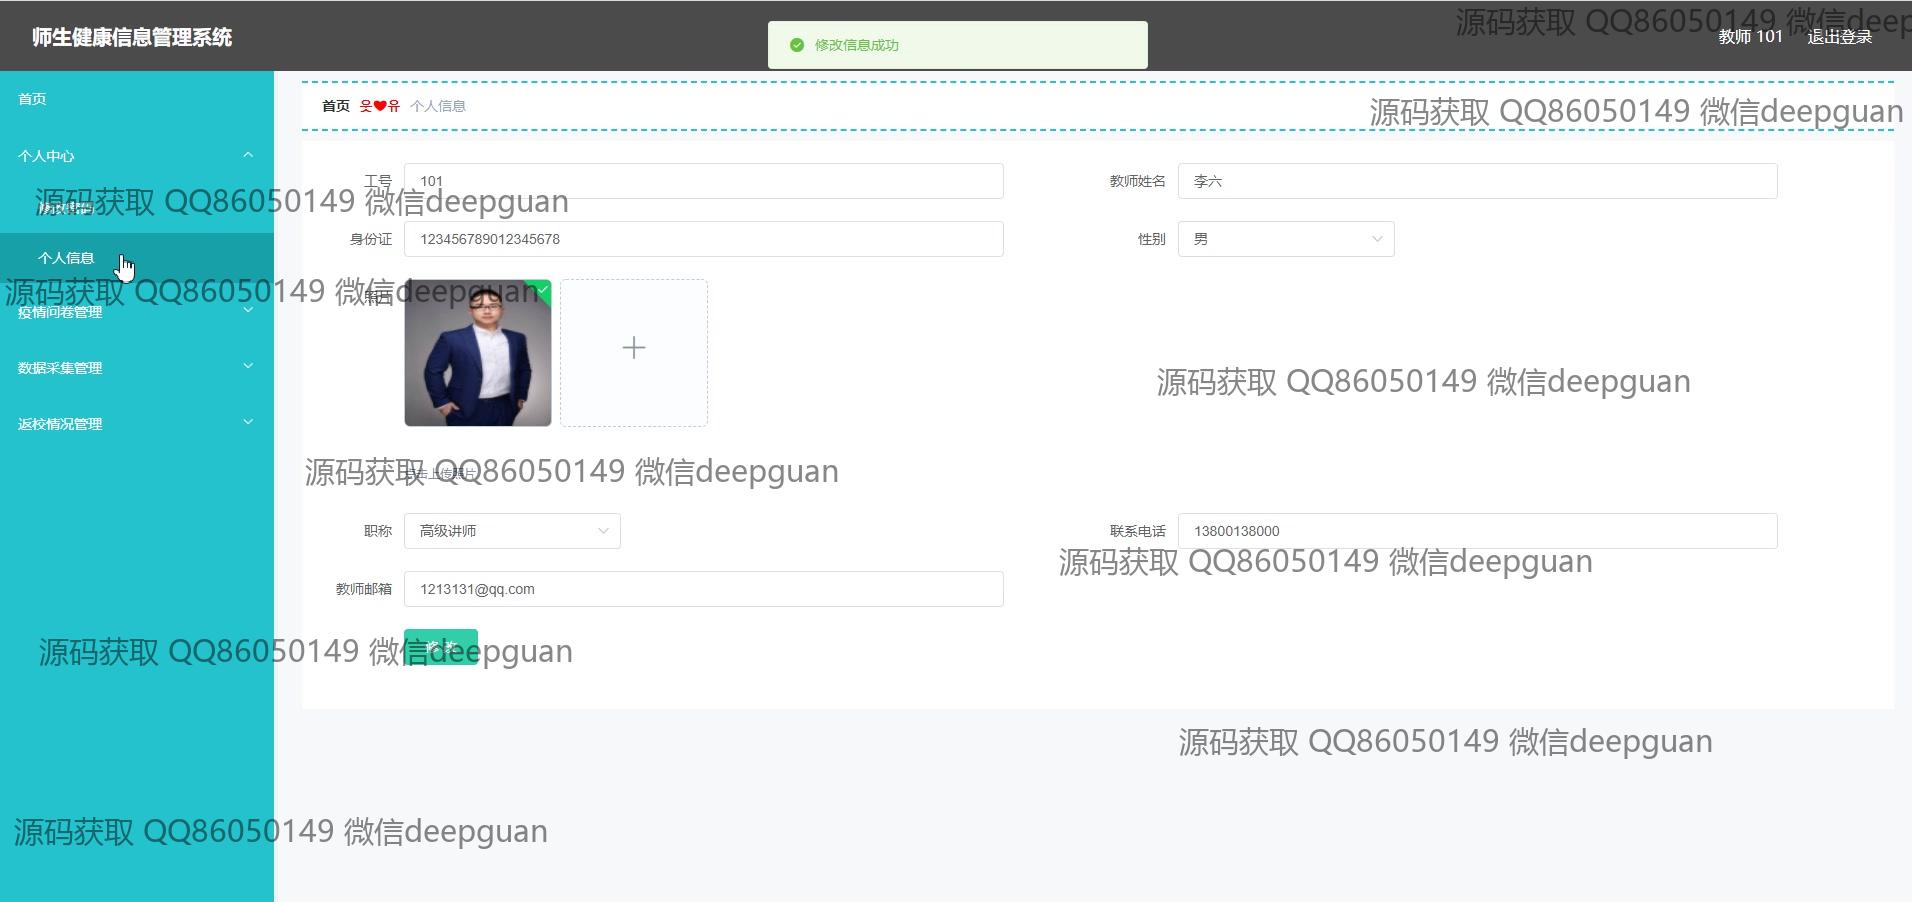 师生健康信息管理系统
修改信息成功
源码获取 QQ86050149 微信deep
教师 101 退出登录
首页
首页 웃❤유 个人信息
源码获取 QQ86050149 微信deepguan
个人中心
工号 101
教师姓名 李六
源码获取 QQ86050149 微信deepguan
修改密码
身份证 123456789012345678
性别 男
个人信息
源码获取 QQ86050149 微信deepguan
照片
疫情问卷管理
数据采集管理
源码获取 QQ86050149 微信deepguan
返校情况管理
源码获取 QQ86050149 微信deepguan
点击上传照片
职称 高级讲师
联系电话 13800138000
源码获取 QQ86050149 微信deepguan
教师邮箱 1213131@qq.com
修改
源码获取 QQ86050149 微信deepguan
源码获取 QQ86050149 微信deepguan
源码获取 QQ86050149 微信deepguan